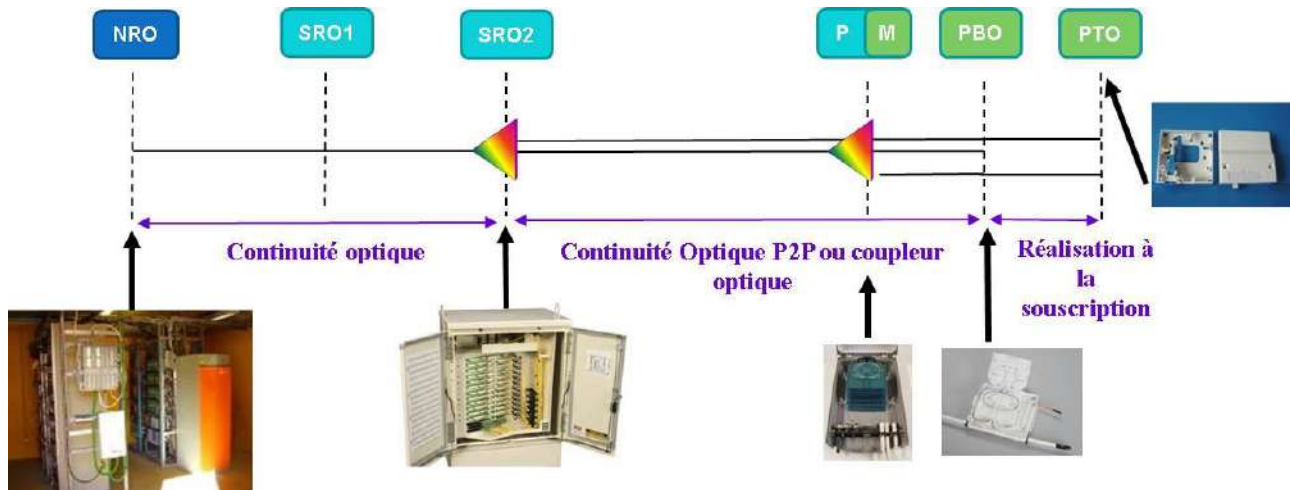 NRO
SRO1
SRO2
P M
PBO
PTO
Continuité optique
Continuité Optique P2P ou coupleur
optique
Réalisation à
la
souscription